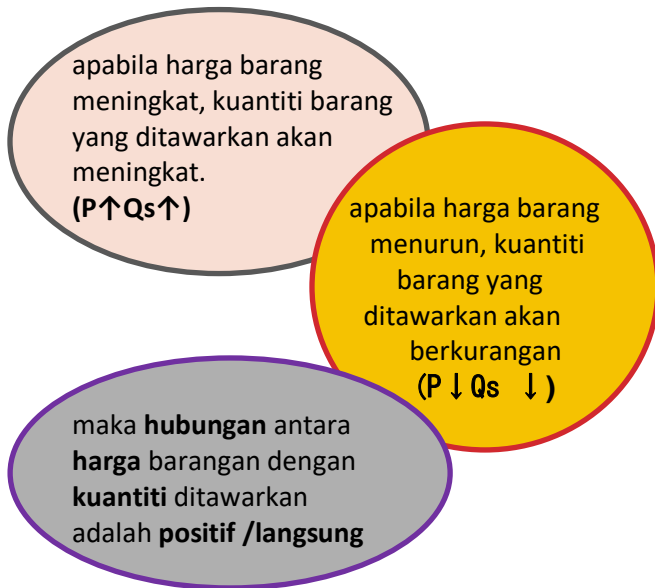 apabila harga barang
meningkat, kuantiti barang
yang ditawarkan akan
meningkat.
(P↑Qs↑)
apabila harga barang
menurun, kuantiti
barang yang
ditawarkan akan
berkurangan
(P↓Qs ↓)
maka hubungan antara
harga barangan dengan
kuantiti ditawarkan
adalah positif /langsung